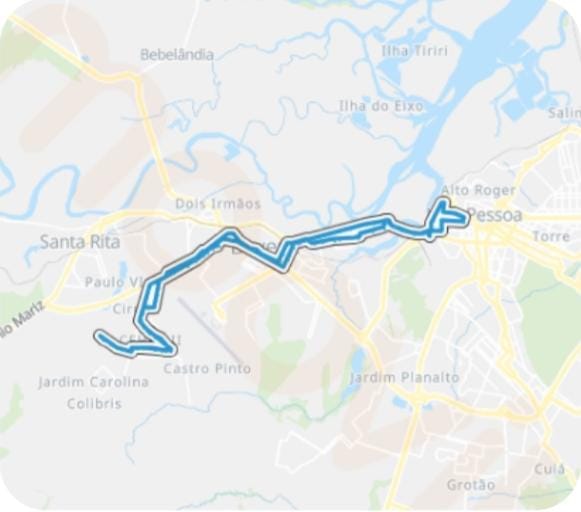 Bebelândia
Ilha Tiriri
Ilha do Eixo
Salin
Alto Roger
Dois Irmãos
Pessoa
Torre
Santa Rita
Paulo VI
io Mariz
Castro Pinto
Jardim Carolina
Colibris
Jardim Planalto
Cuiá
Grotão